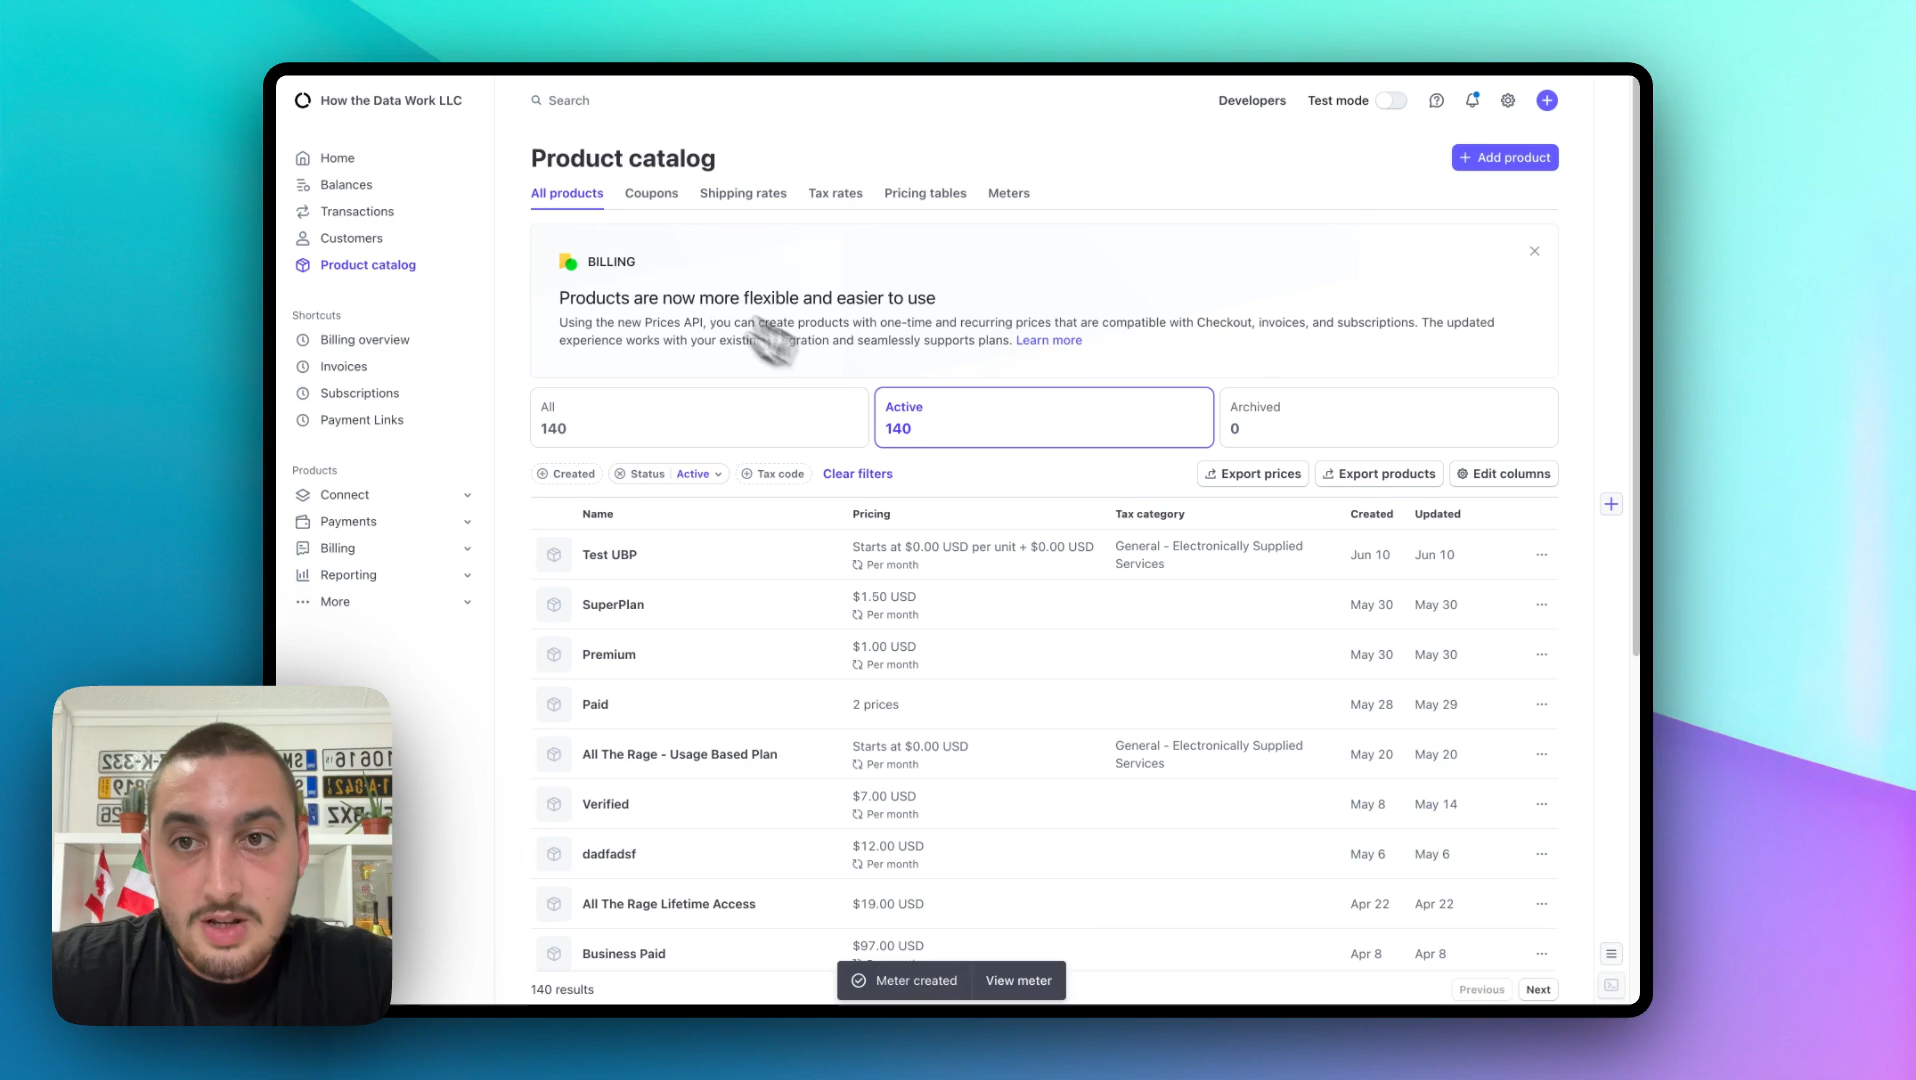 How the Data Work LLC
Search
Developers
Test mode
Home
Balances
Transactions
Customers
Product catalog
Shortcuts
Billing overview
Invoices
Subscriptions
Payment Links
Products
Connect
Payments
Billing
Reporting
More
Product catalog
+ Add product
All products
Coupons
Shipping rates
Tax rates
Pricing tables
Meters
BILLING
Products are now more flexible and easier to use
Using the new Prices API, you can create products with one-time and recurring prices that are compatible with Checkout, invoices, and subscriptions. The updated
experience works with your and seamlessly supports plans. Learn more
All
140
Active
140
Archived
0
Created
Status Active
Tax code
Clear filters
Export prices
Export products
Edit columns
Name Pricing Tax category Created Updated
Test UBP
Starts at $0.00 USD per unit + $0.00 USD
Per month
General - Electronically Supplied
Services
Jun 10 Jun 10
SuperPlan
$1.50 USD
Per month
May 30 May 30
Premium
$1.00 USD
Per month
May 30 May 30
Paid
2 prices
May 28 May 29
All The Rage - Usage Based Plan
Starts at $0.00 USD
Per month
General - Electronically Supplied
Services
May 20 May 20
Verified
$7.00 USD
Per month
May 8 May 14
dadfadsf
$12.00 USD
Per month
May 6 May 6
All The Rage Lifetime Access
$19.00 USD
Apr 22 Apr 22
Business Paid
$97.00 USD
Apr 8 Apr 8
Meter created
View meter
140 results
Previous
Next